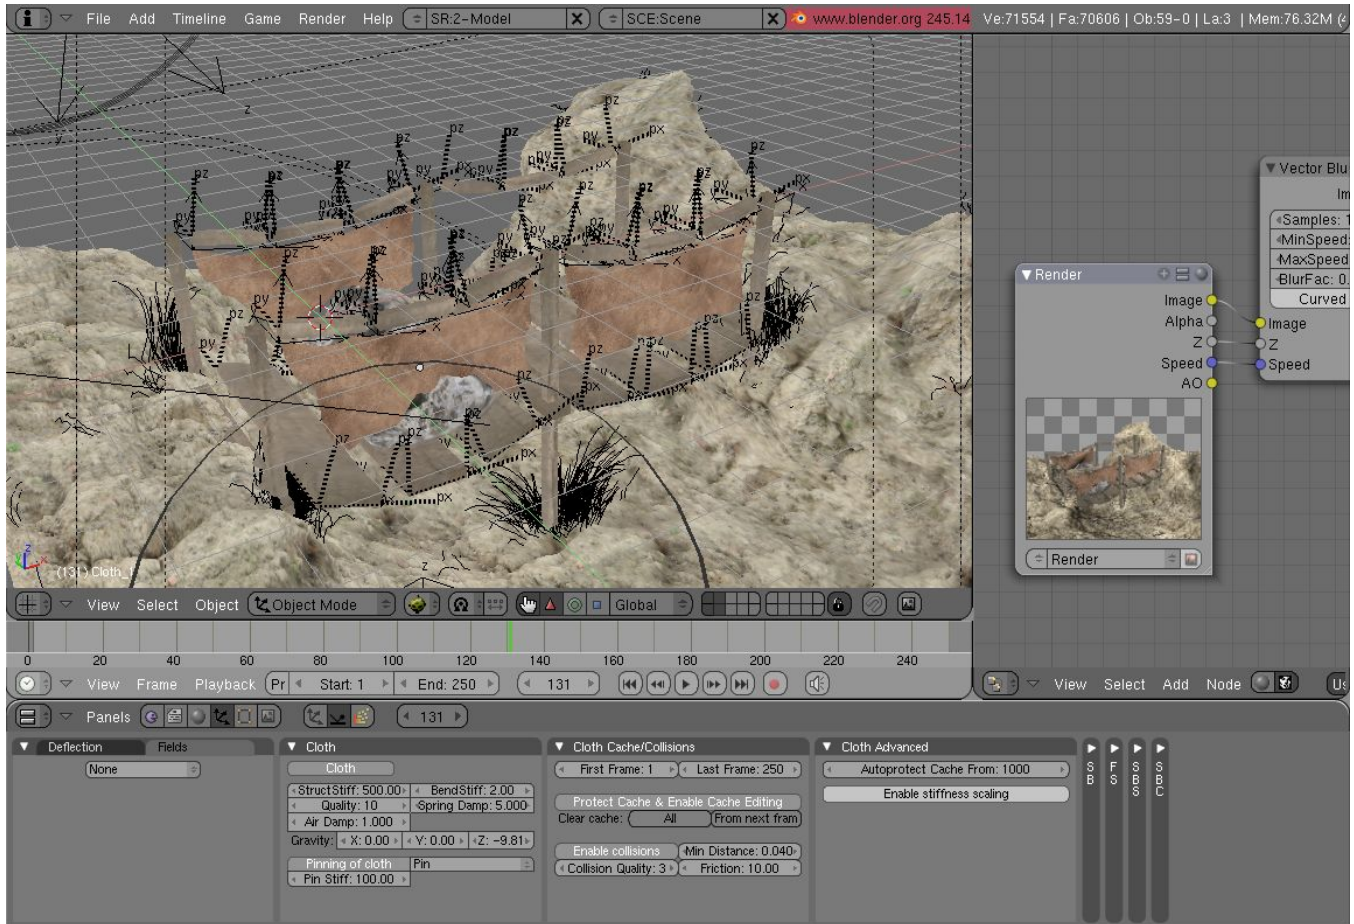 File Add Timeline Game Render Help SR:2-Model X SCE:Scene X www.blender.org 245.14 Ve:71554 | Fa:70606 | Ob:59-0 | La:3 | Mem:76.32M
(131) Cloth_
View Select Object Object Mode Global
Vector Blu
Im
Samples: 1
MinSpeed:
MaxSpeed
BlurFac: 0.
Curved
Image
Z
Speed
Render
Image
Alpha
Z
Speed
AO
Render
0 20 40 60 80 100 120 140 160 180 200 220 240
View Frame Playback Pr Start: 1 End: 250 131
View Select Add Node Us
Panels 131
Deflection Fields
None
Cloth
Cloth
StructStiff: 500.00 BendStiff: 2.00
Quality: 10 Spring Damp: 5.000
Air Damp: 1.000
Gravity: X: 0.00 Y: 0.00 Z: -9.81
Pinning of cloth Pin
Pin Stiff: 100.00
Cloth Cache/Collisions
First Frame: 1 Last Frame: 250
Protect Cache & Enable Cache Editing
Clear cache: All From next fram
Enable collisions Min Distance: 0.040
Collision Quality: 3 Friction: 10.00
Cloth Advanced
Autoprotect Cache From: 1000
Enable stiffness scaling
SB
FS
SBS
SBC